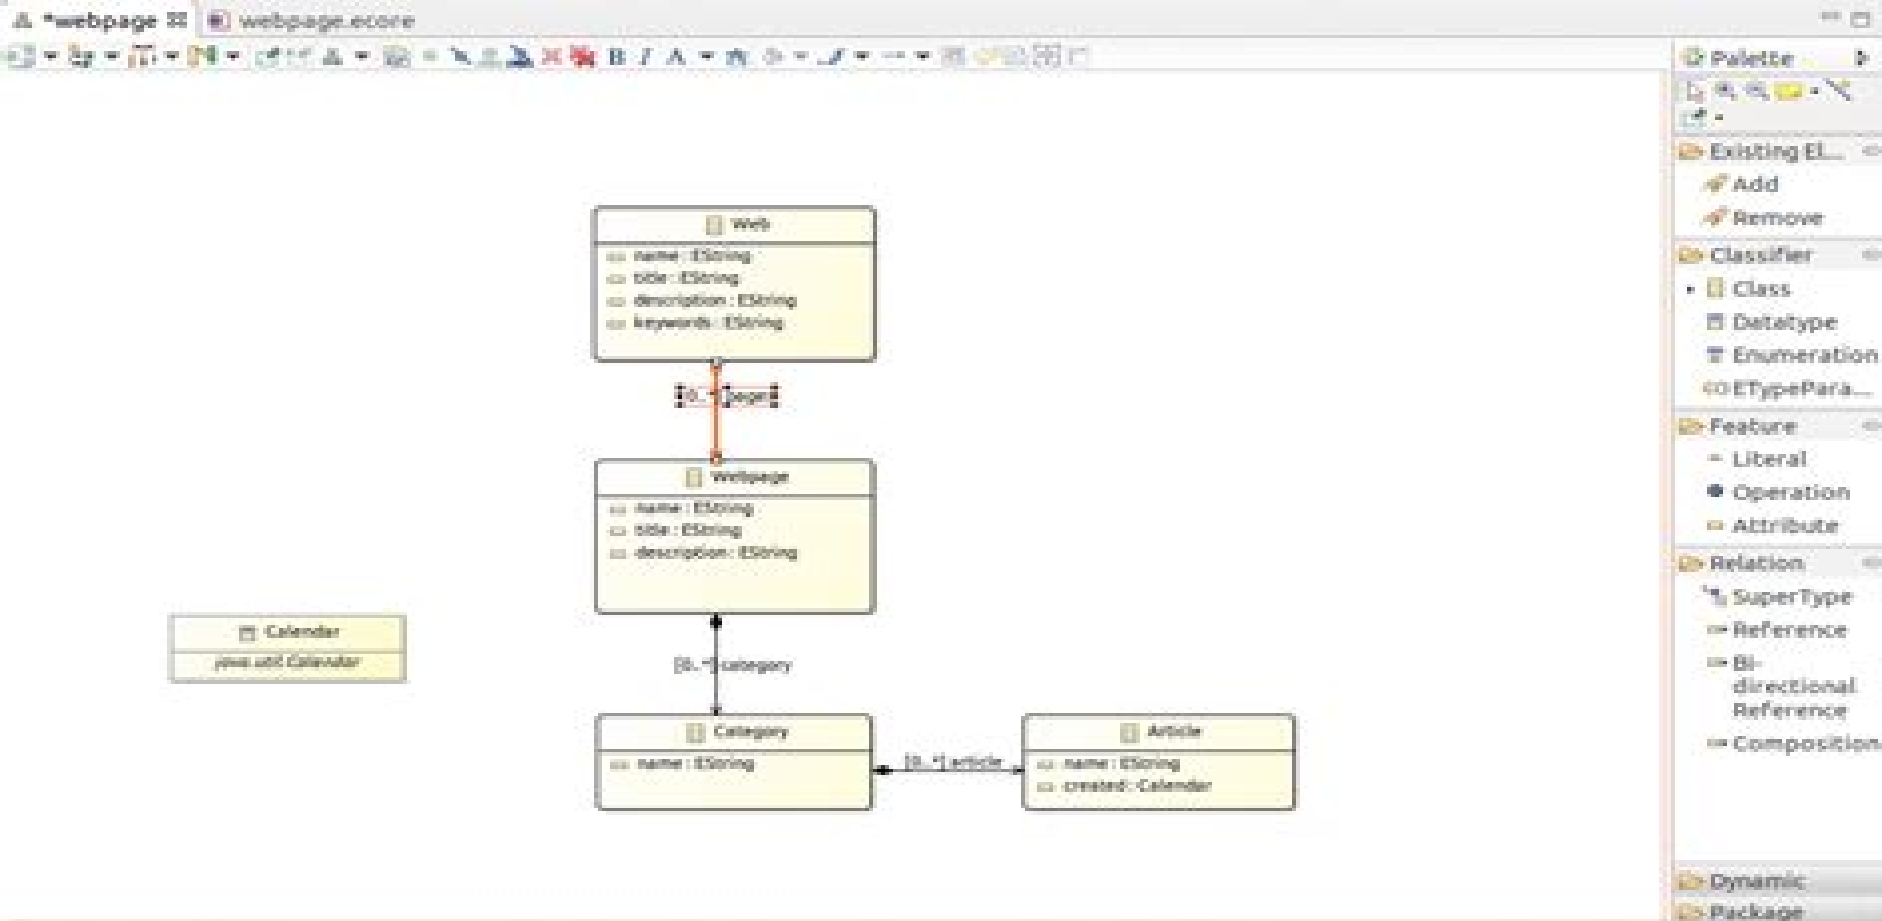 *webpage
webpage.ecore
Palette
Existing El...
Add
Remove
Classifier
Class
Datatype
Enumeration
ETypePara...
Feature
Literal
Operation
Attribute
Relation
SuperType
Reference
Bi-
directional
Reference
Composition
Dynamic
Package
Web
name : EString
title : EString
description : EString
keywords : EString
[0..*]
Webpage
name : EString
title : EString
description : EString
Calendar
java.util.Calendar
[0..*] category
Category
name : EString
[0..*] article
Article
name : EString
created : Calendar